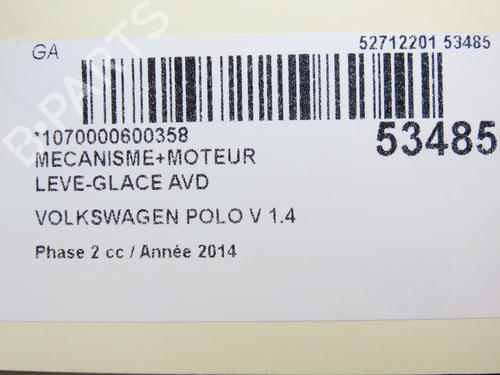 GA
52712201 53485
*1070000600358
53485
MECANISME+MOTEUR
LEVE-GLACE AVD
VOLKSWAGEN POLO V 1.4
Phase 2 cc / Année 2014
B-PARTS